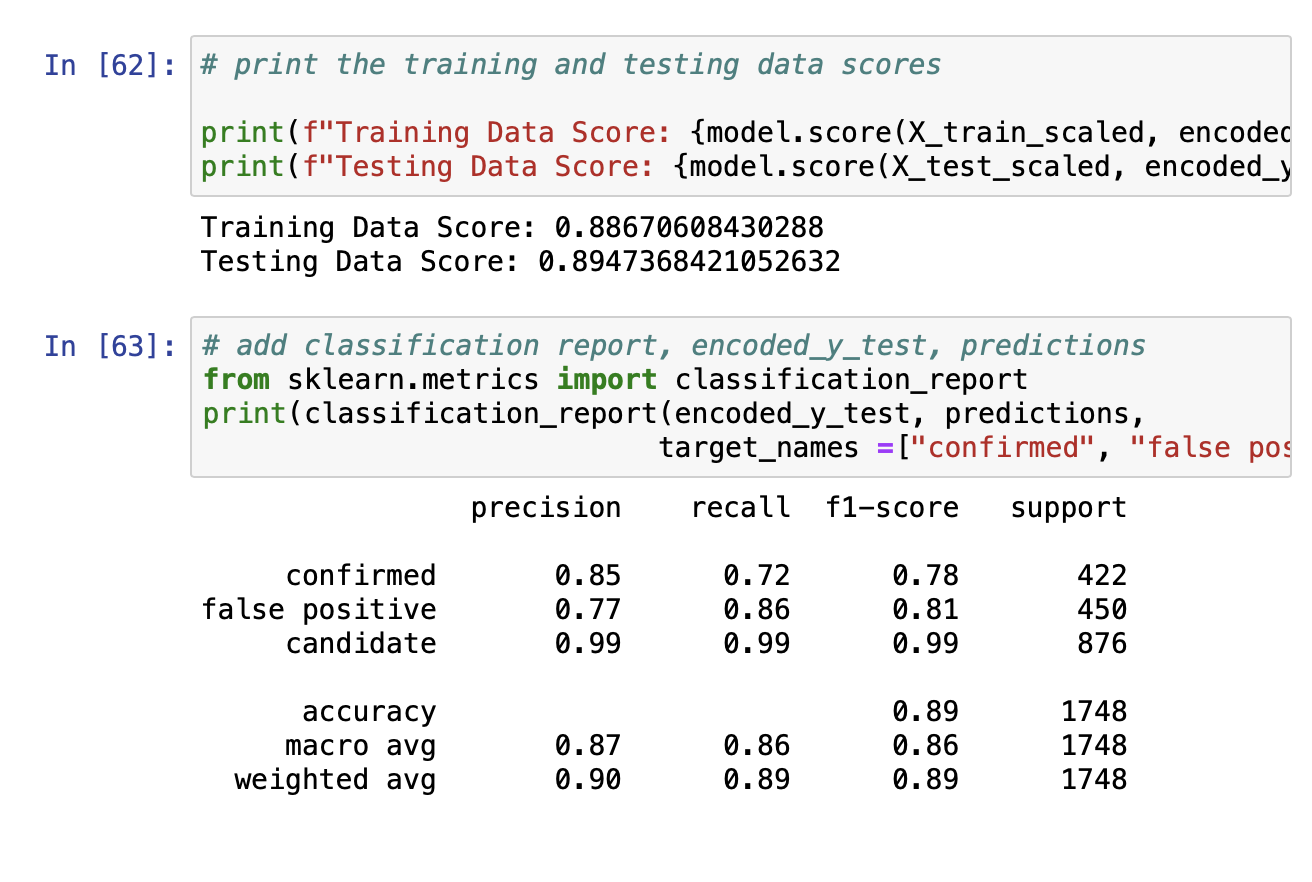 In [62]: # print the training and testing data scores
print(f"Training Data Score: {model.score(X_train_scaled, encoded
print(f"Testing Data Score: {model.score(X_test_scaled, encoded_y
Training Data Score: 0.88670608430288
Testing Data Score: 0.8947368421052632
In [63]: # add classification report, encoded_y_test, predictions
from sklearn.metrics import classification_report
print(classification_report(encoded_y_test, predictions,
target_names =["confirmed", "false pos
precision recall f1-score support
confirmed 0.85 0.72 0.78 422
false positive 0.77 0.86 0.81 450
candidate 0.99 0.99 0.99 876
accuracy 0.89 1748
macro avg 0.87 0.86 0.86 1748
weighted avg 0.90 0.89 0.89 1748